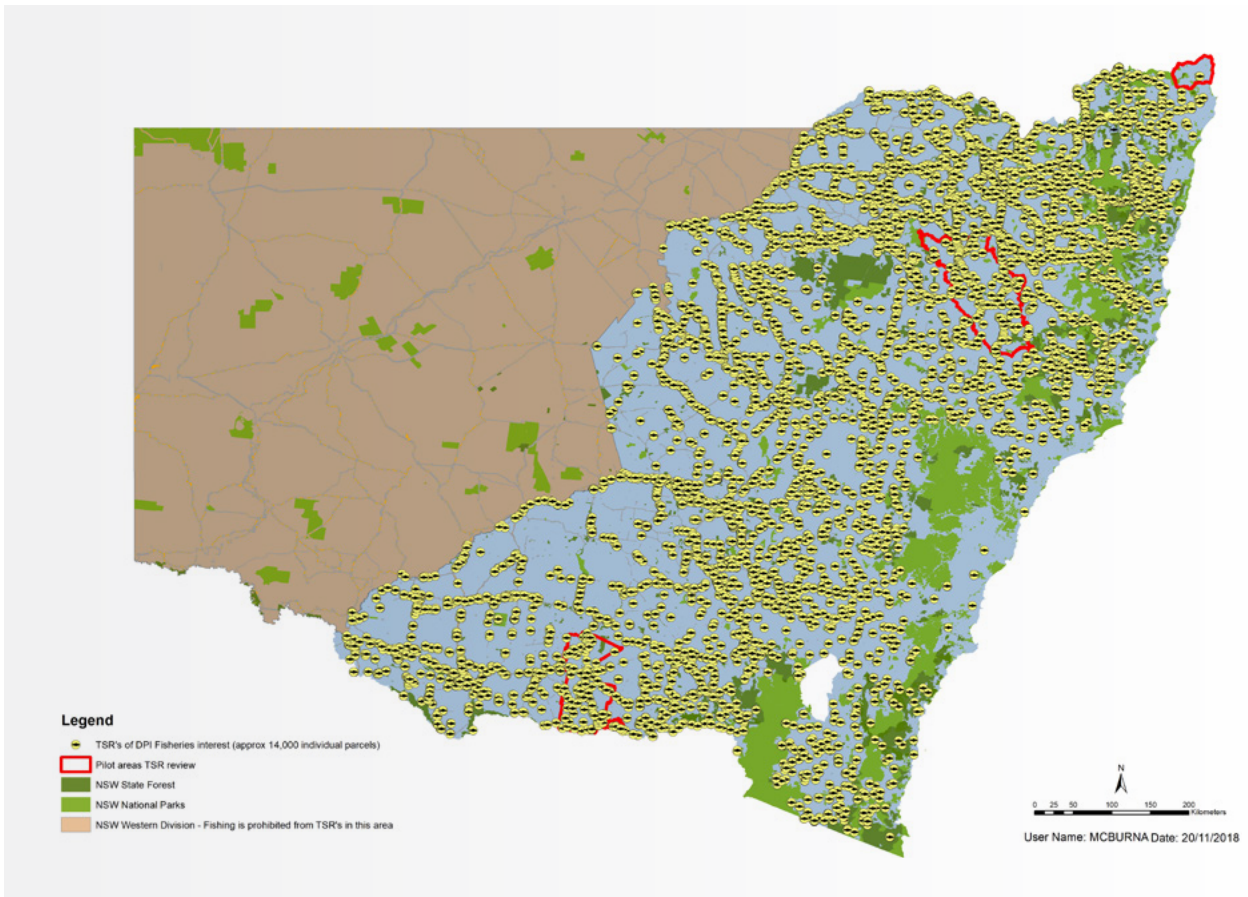 Legend
TSR's of DPI Fisheries interest (approx 14,000 individual parcels)
Pilot areas TSR review
NSW State Forest
NSW National Parks
NSW Western Division - Fishing is prohibited from TSR's in this area
N
0 25 50 100 150 200
Kilometers
User Name: MCBURNA Date: 20/11/2018